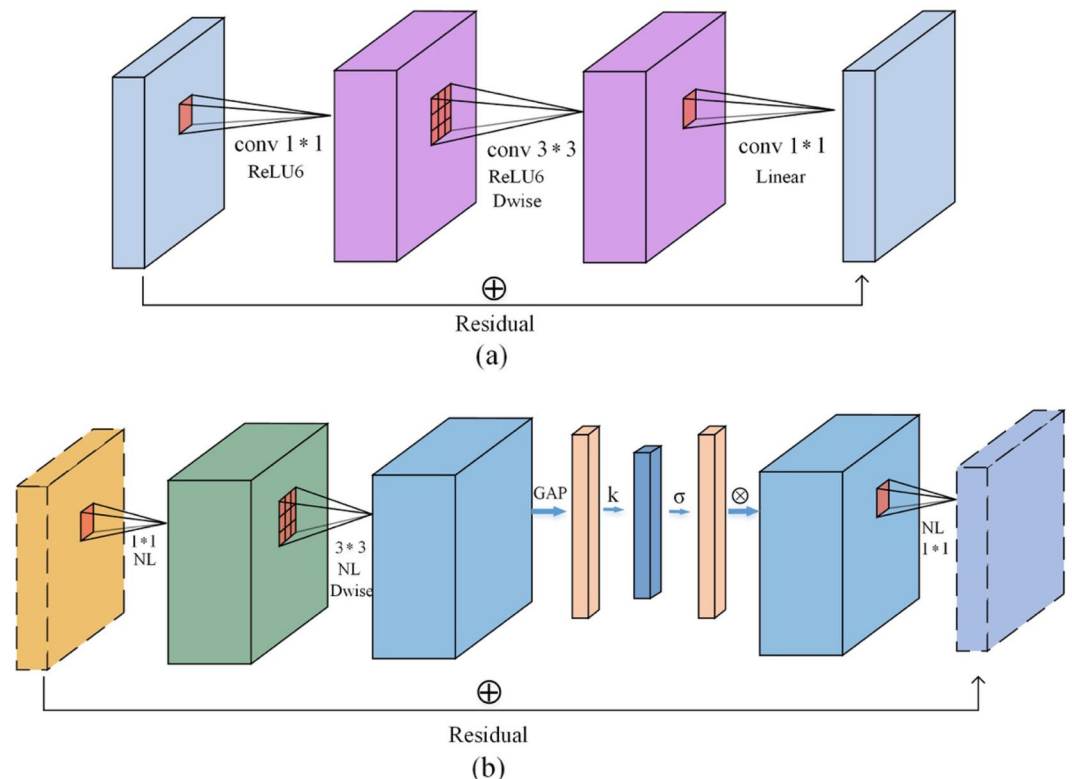 conv 1*1
ReLU6
conv 3*3
ReLU6
Dwise
conv 1*1
Linear
⊕
Residual
(a)
1*1
NL
3*3
NL
Dwise
GAP
k
σ
⊗
NL
1*1
⊕
Residual
(b)